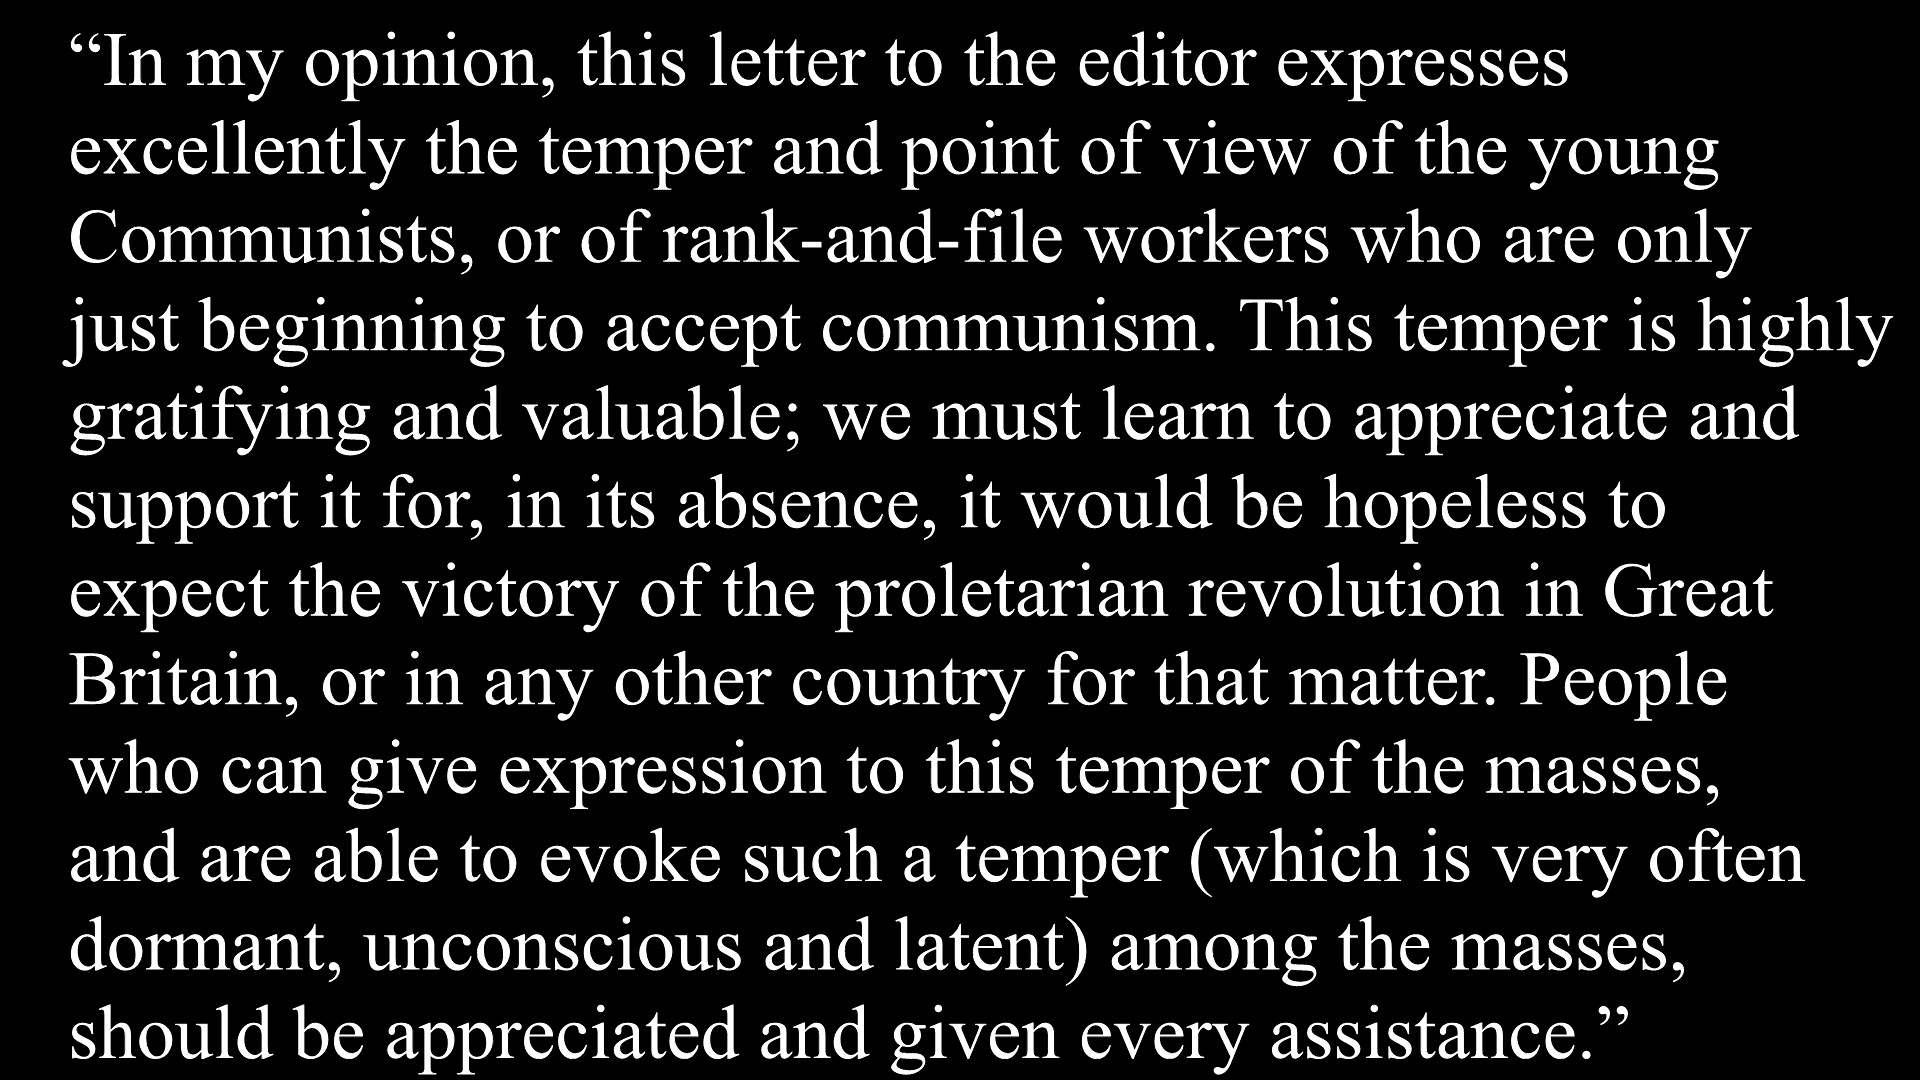 “In my opinion, this letter to the editor expresses
excellently the temper and point of view of the young
Communists, or of rank-and-file workers who are only
just beginning to accept communism. This temper is highly
gratifying and valuable; we must learn to appreciate and
support it for, in its absence, it would be hopeless to
expect the victory of the proletarian revolution in Great
Britain, or in any other country for that matter. People
who can give expression to this temper of the masses,
and are able to evoke such a temper (which is very often
dormant, unconscious and latent) among the masses,
should be appreciated and given every assistance.”